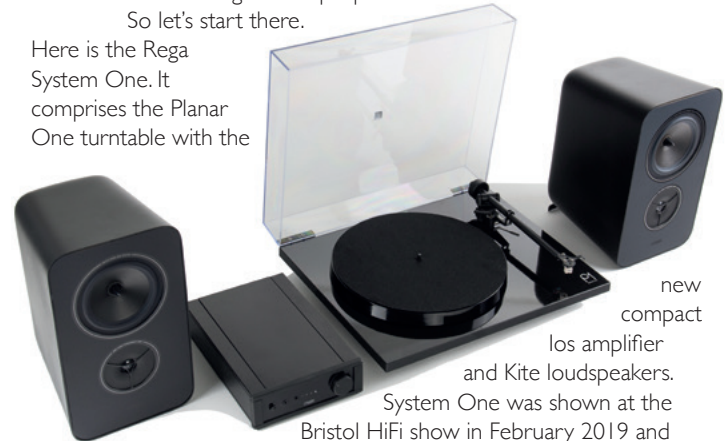 So let’s start there.
Here is the Rega
System One. It
comprises the Planar
One turntable with the
new
compact
Ios amplifier
and Kite loudspeakers.
System One was shown at the
Bristol HiFi show in February 2019 and